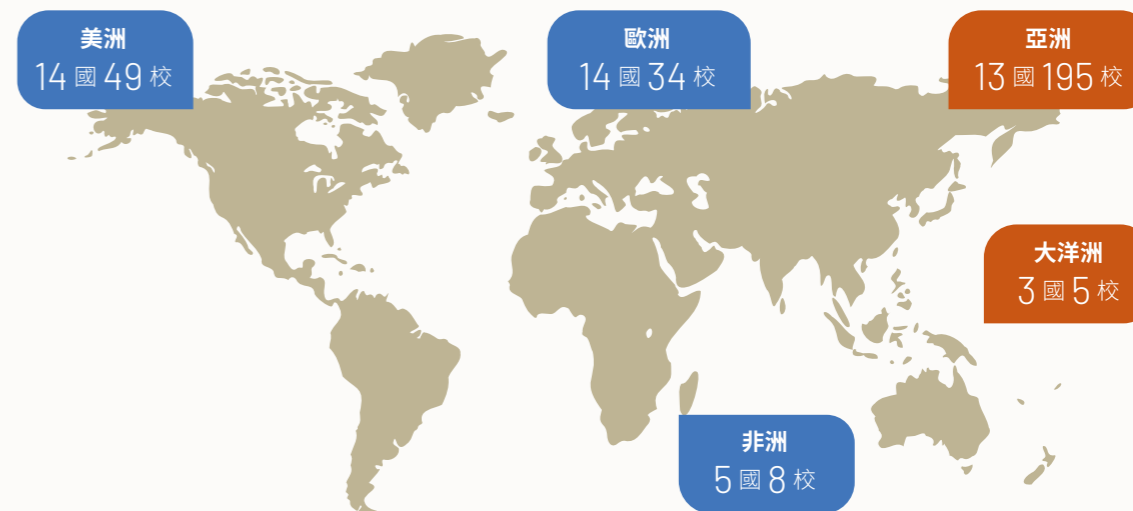 美洲
14 國 49 校
歐洲
14 國 34 校
亞洲
13 國 195 校
大洋洲
3 國 5 校
非洲
5 國 8 校